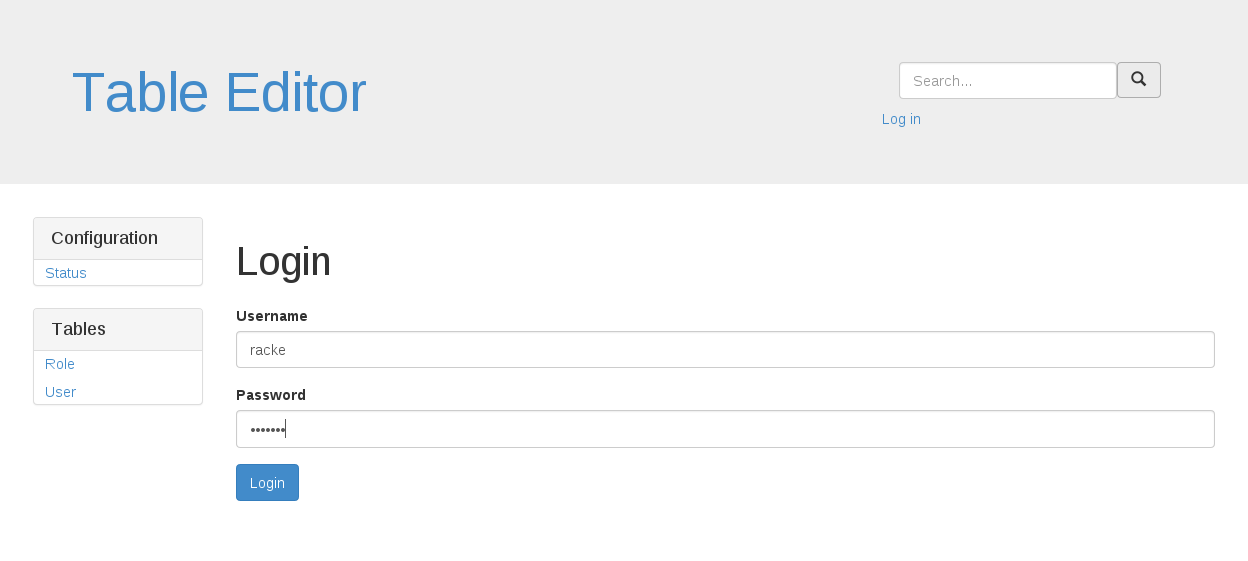 Table Editor
Search...
Log in
Configuration
Status
Tables
Role
User
Login
Username
racke
Password
•••••••
Login